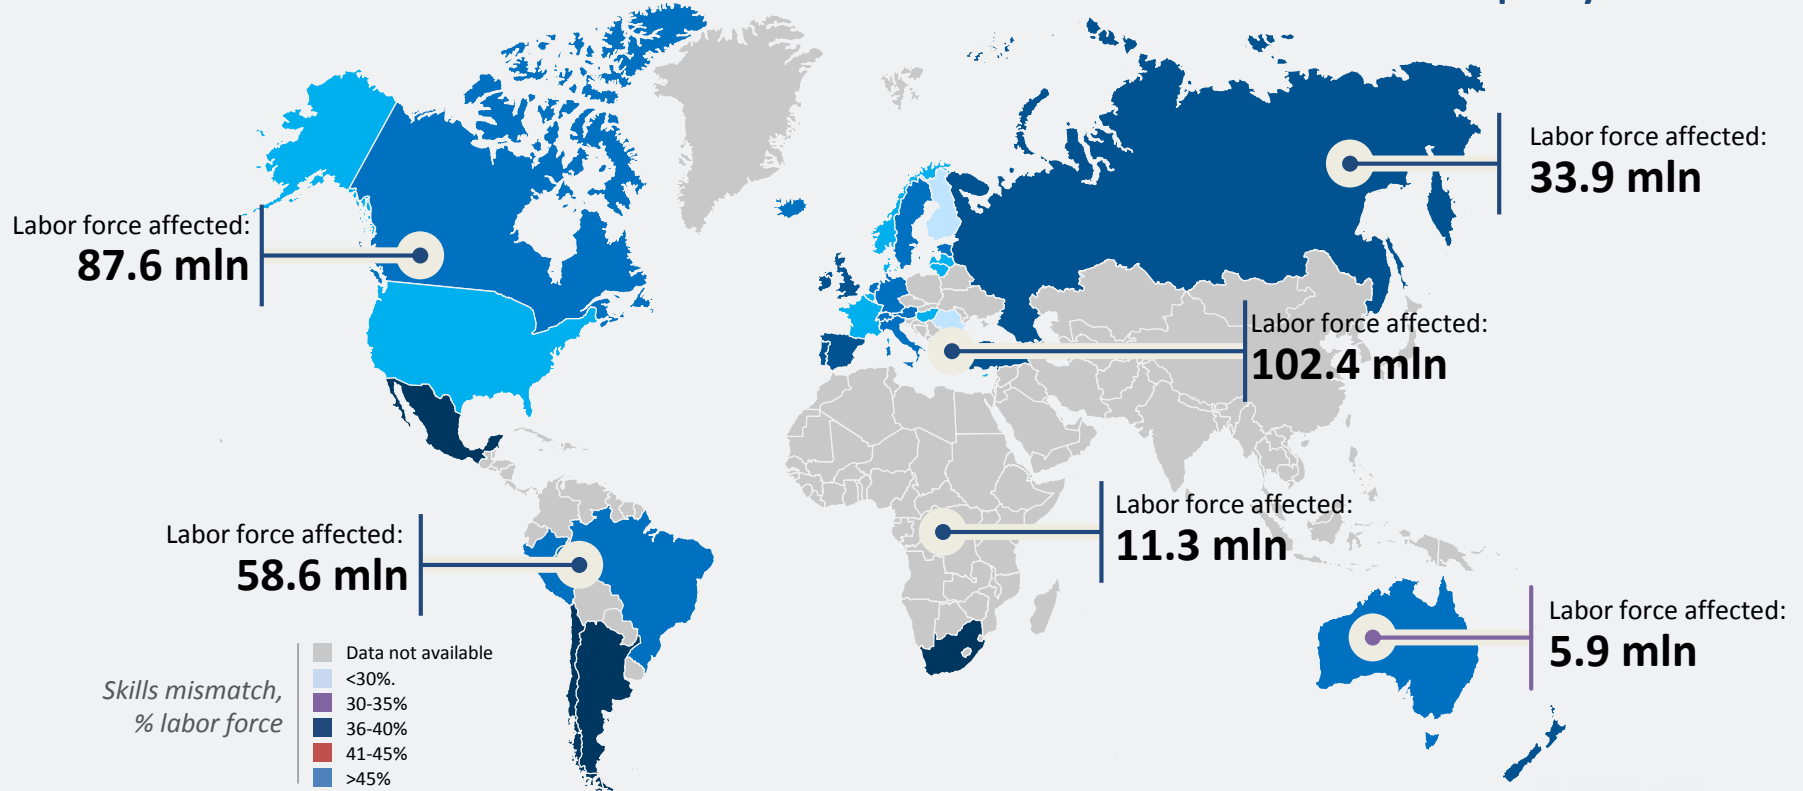 Labor force affected:
33.9 mln
Labor force affected:
87.6 mln
Labor force affected:
102.4 mln
Labor force affected:
11.3 mln
Labor force affected:
58.6 mln
Labor force affected:
5.9 mln
Skills mismatch,
% labor force
Data not available
<30%.
30-35%
36-40%
41-45%
>45%